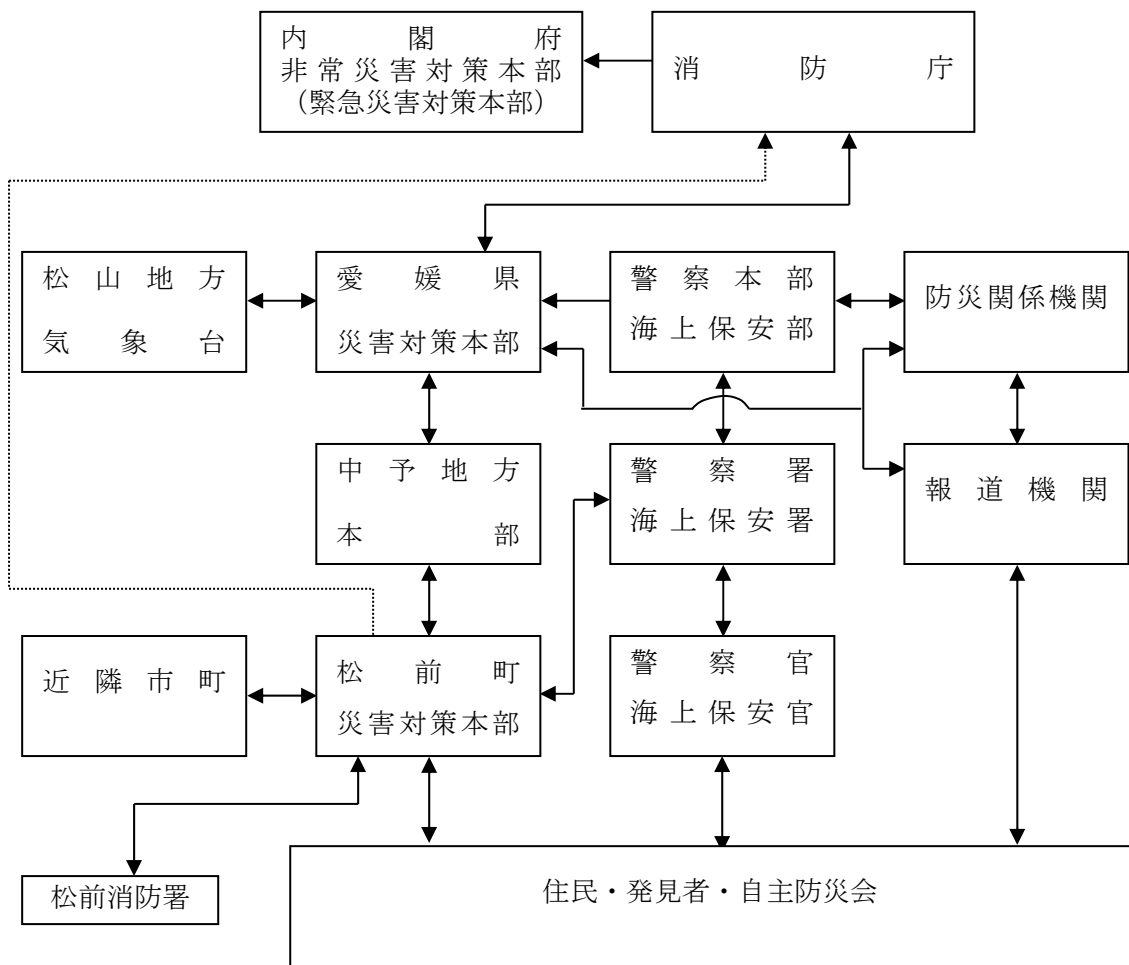 内閣府
非常災害対策本部
（緊急災害対策本部）
消防庁
松山地方
気象台
愛媛県
災害対策本部
警察本部
海上保安部
防災関係機関
中予地方
本部
警察署
海上保安署
報道機関
近隣市町
松前町
災害対策本部
警察官
海上保安官
松前消防署
住民・発見者・自主防災会